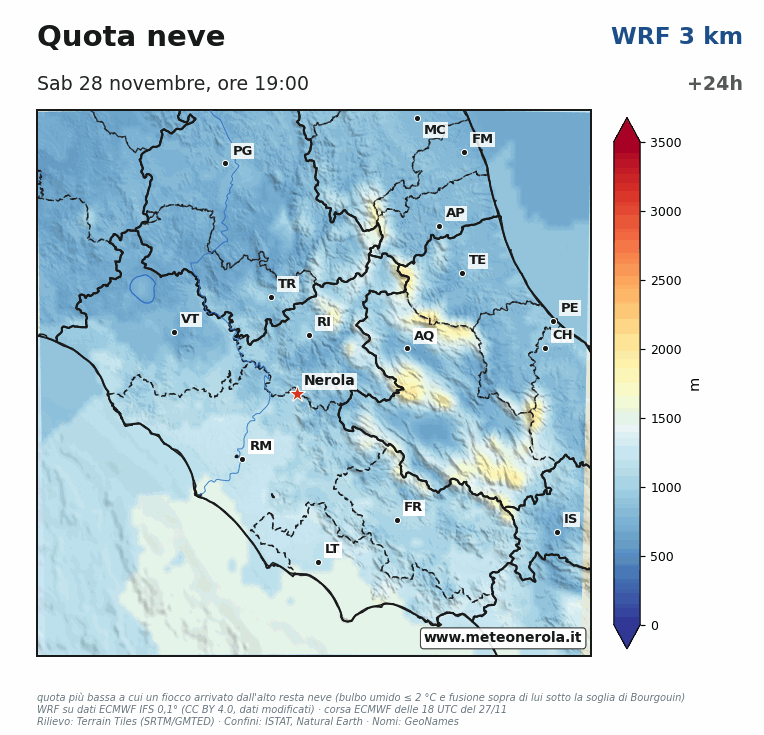 Quota neve
WRF 3 km
Sab 28 novembre, ore 19:00
+24h
MC
FM
PG
AP
TE
TR
PE
VT
RI
AQ
CH
Nerola
RM
FR
IS
LT
www.meteonerola.it
3500
3000
2500
2000
1500
1000
500
0
m
quota più bassa a cui un fiocco arrivato dall'alto resta neve (bulbo umido ≤ 2 °C e fusione sopra di lui sotto la soglia di Bourgouin)
WRF su dati ECMWF IFS 0,1° (CC BY 4.0, dati modificati) · corsa ECMWF delle 18 UTC del 27/11
Rilievo: Terrain Tiles (SRTM/GMTED) · Confini: ISTAT, Natural Earth · Nomi: GeoNames